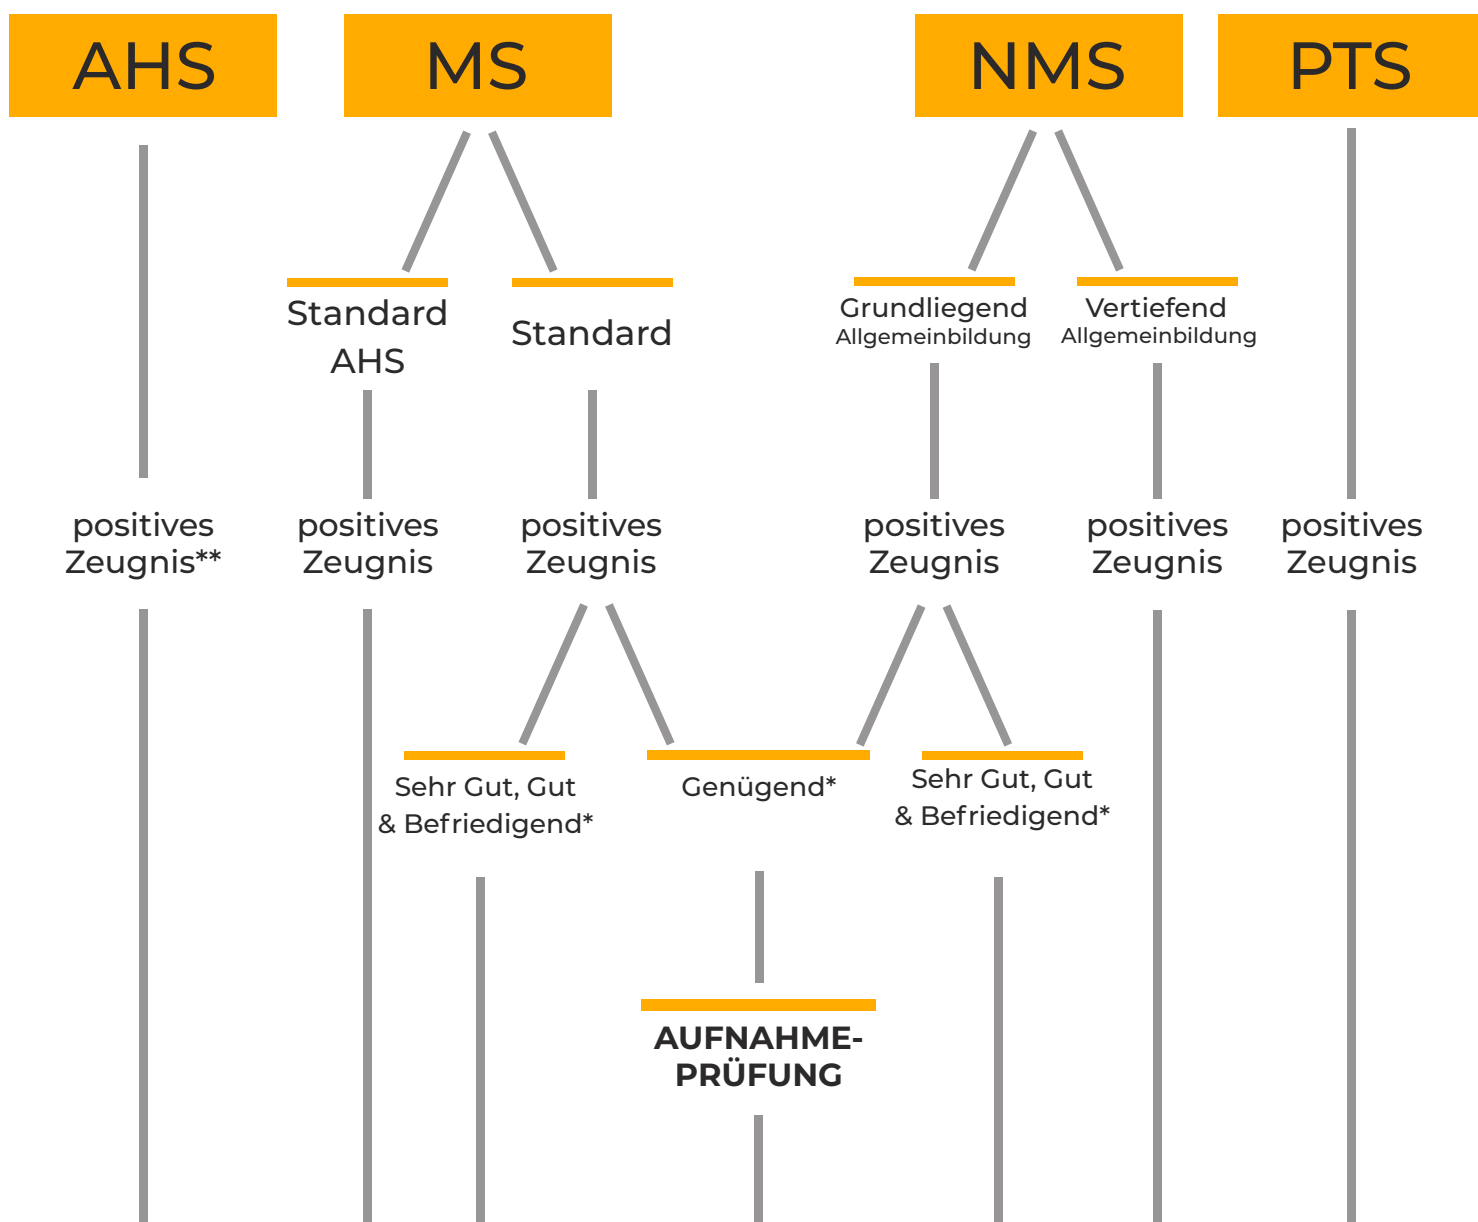 AHS
MS
NMS
PTS
Standard
AHS
Standard
Grundliegend
Allgemeinbildung
Vertiefend
Allgemeinbildung
positives
Zeugnis**
positives
Zeugnis
positives
Zeugnis
positives
Zeugnis
positives
Zeugnis
positives
Zeugnis
Sehr Gut, Gut
& Befriedigend*
Genügend*
Sehr Gut, Gut
& Befriedigend*
AUFNAHME-
PRÜFUNG